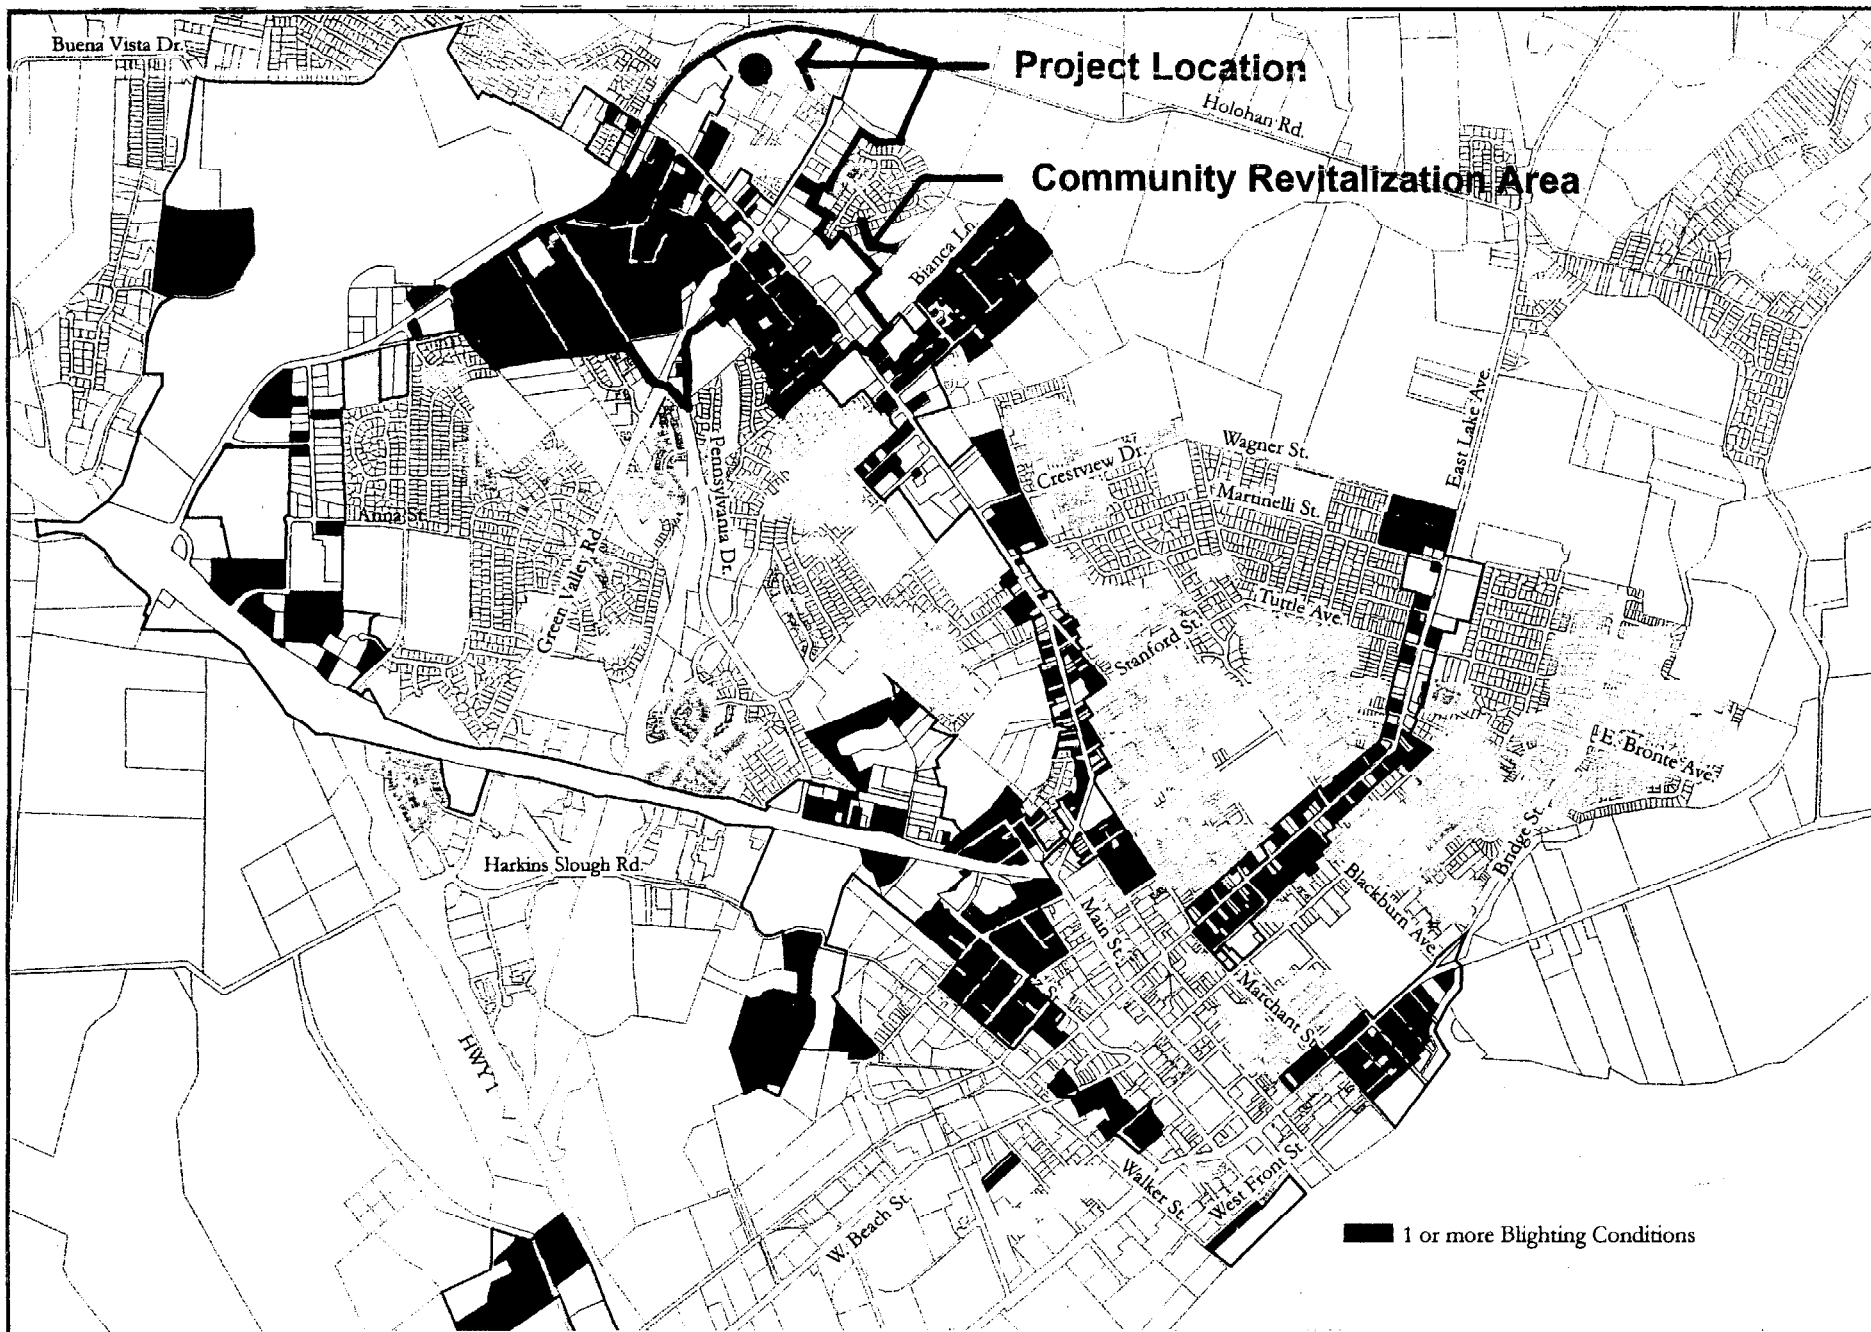 Buena Vista Dr.
Project Location
Holohan Rd.
Community Revitalization Area
Bianca Ln.
East Lake Ave.
Wagner St.
Crestview Dr.
Martinelli St.
Pennsylvania Dr.
Anna St.
Green Valley Rd.
Tuttle Ave.
Stanford St.
E. Bronte Ave.
Bridge St.
Harkins Slough Rd.
Blackburn Ave.
Main St.
Marchant St.
HWY 1
Walker St.
West Front St.
W. Beach St.
1 or more Blighting Conditions